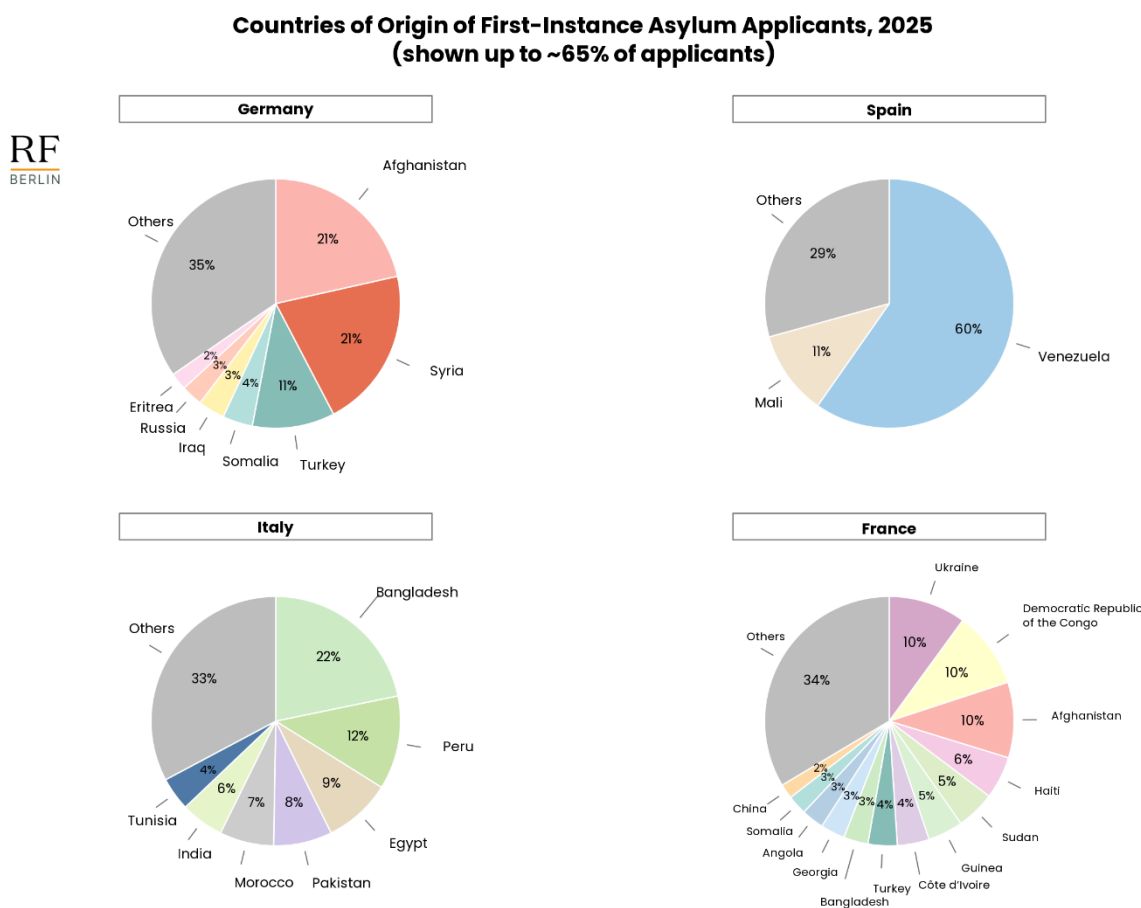 Countries of Origin of First-Instance Asylum Applicants, 2025
(shown up to ~65% of applicants)
RF
BERLIN
Germany
Afghanistan
21%
Syria
21%
Turkey
11%
Somalia
4%
Iraq
3%
Russia
3%
Eritrea
2%
Others
35%
Spain
Venezuela
60%
Mali
11%
Others
29%
Italy
Bangladesh
22%
Peru
12%
Egypt
9%
Pakistan
8%
Morocco
7%
India
6%
Tunisia
4%
Others
33%
France
Ukraine
10%
Democratic Republic
of the Congo
10%
Afghanistan
10%
Haiti
6%
Sudan
5%
Guinea
5%
Côte d'Ivoire
4%
Turkey
4%
Bangladesh
3%
Georgia
3%
Angola
3%
Somalia
3%
China
2%
Others
34%